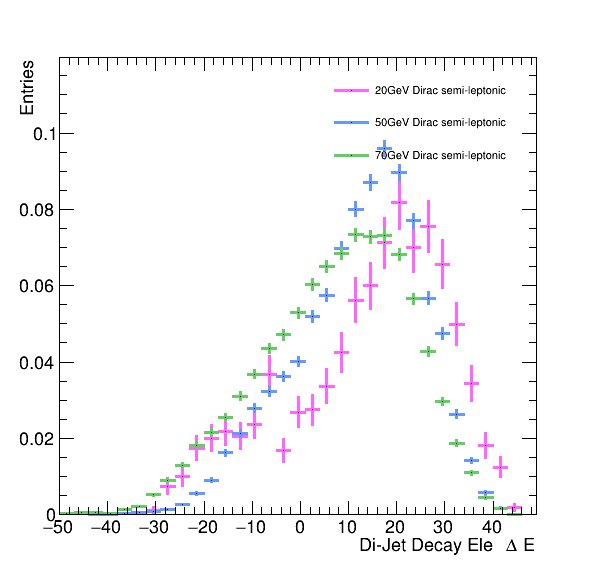 Entries
20GeV Dirac semi-leptonic
50GeV Dirac semi-leptonic
70GeV Dirac semi-leptonic
0.1
0.08
0.06
0.04
0.02
0
−50 −40 −30 −20 −10 0 10 20 30 40
Di-Jet Decay Ele Δ E